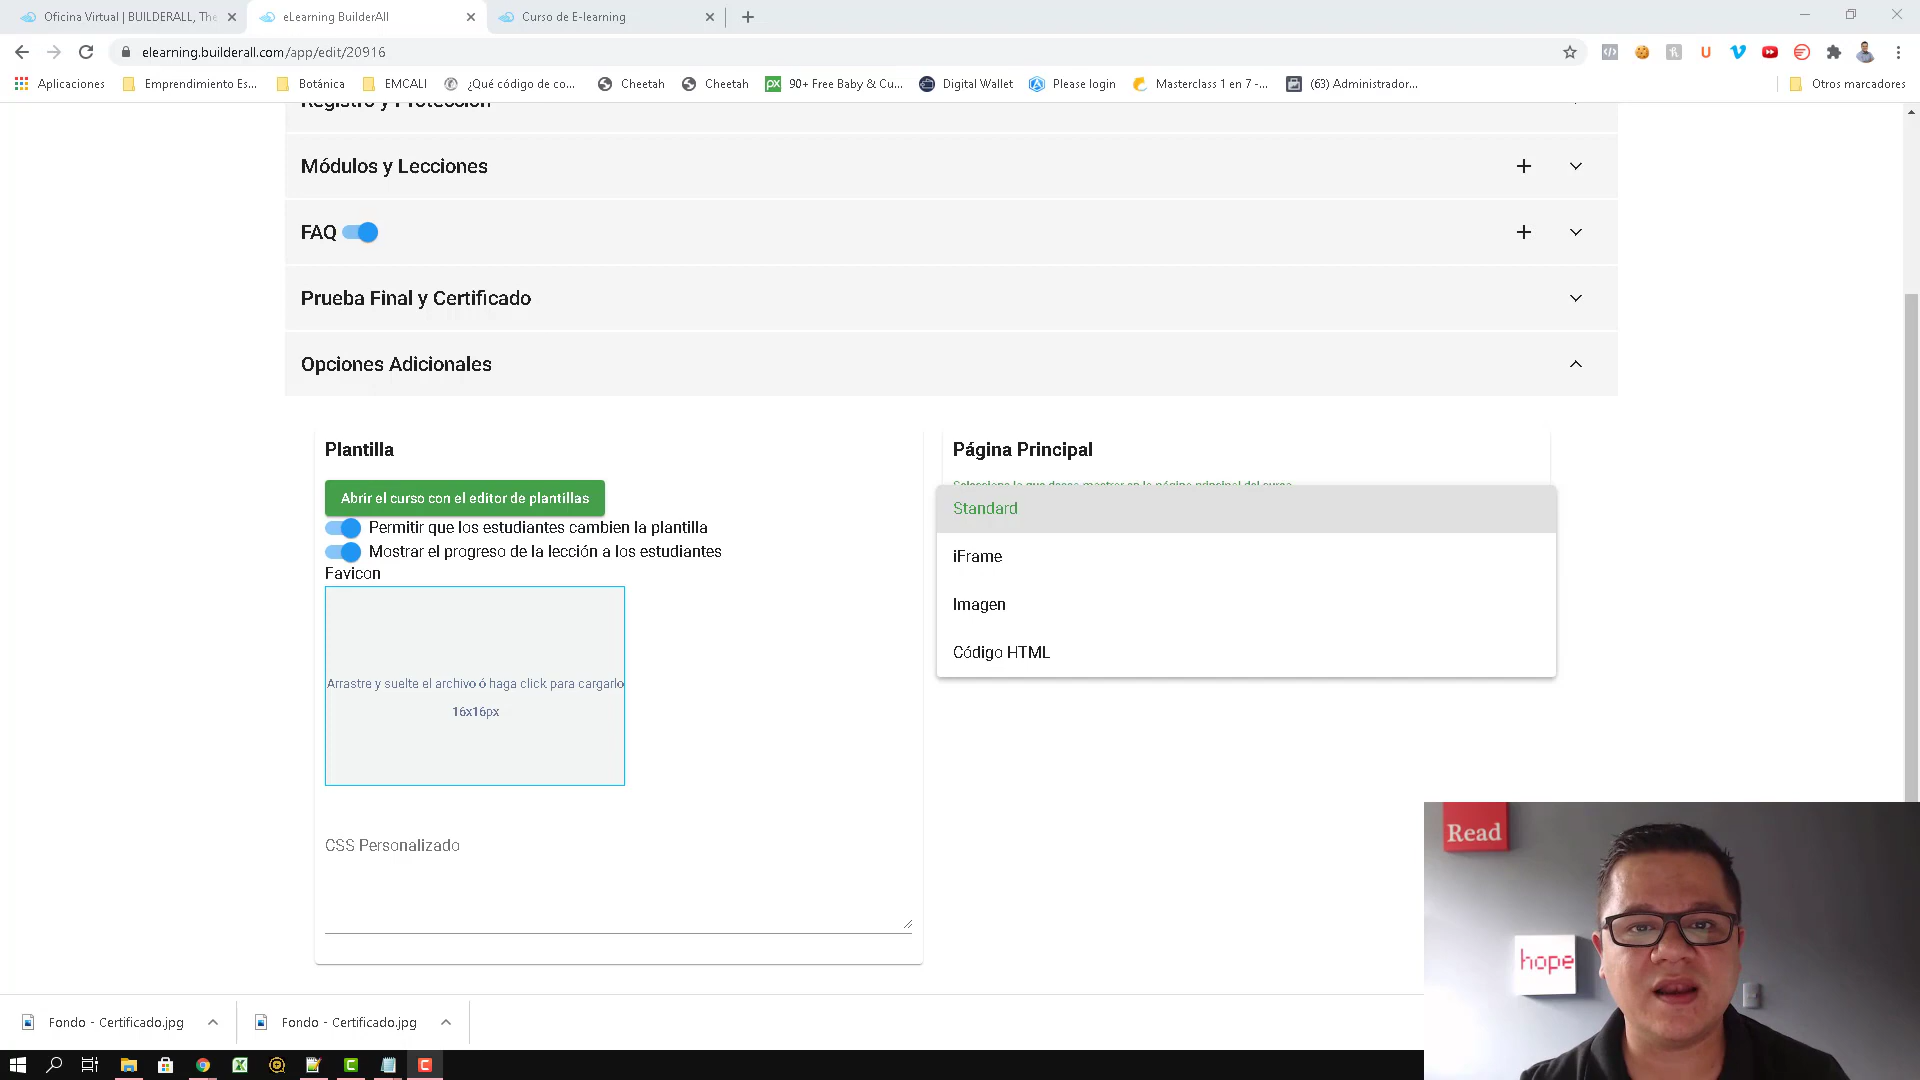 Oficina Virtual | BUILDERALL, The
eLearning BuilderAll
Curso de E-learning
elearning.builderall.com/app/edit/20916
Aplicaciones
Emprendimiento Es...
Botánica
EMCALI
¿Qué código de co...
Cheetah
Cheetah
90+ Free Baby & Cu...
Digital Wallet
Please login
Masterclass 1 en 7 -...
(63) Administrador...
Otros marcadores
Registro y Protección
Módulos y Lecciones
FAQ
Prueba Final y Certificado
Opciones Adicionales
Plantilla
Abrir el curso con el editor de plantillas
Permitir que los estudiantes cambien la plantilla
Mostrar el progreso de la lección a los estudiantes
Favicon
Arrastre y suelte el archivo ó haga click para cargarlo
16x16px
CSS Personalizado
Página Principal
Standard
iFrame
Imagen
Código HTML
Read
hope
Fondo - Certificado.jpg
Fondo - Certificado.jpg